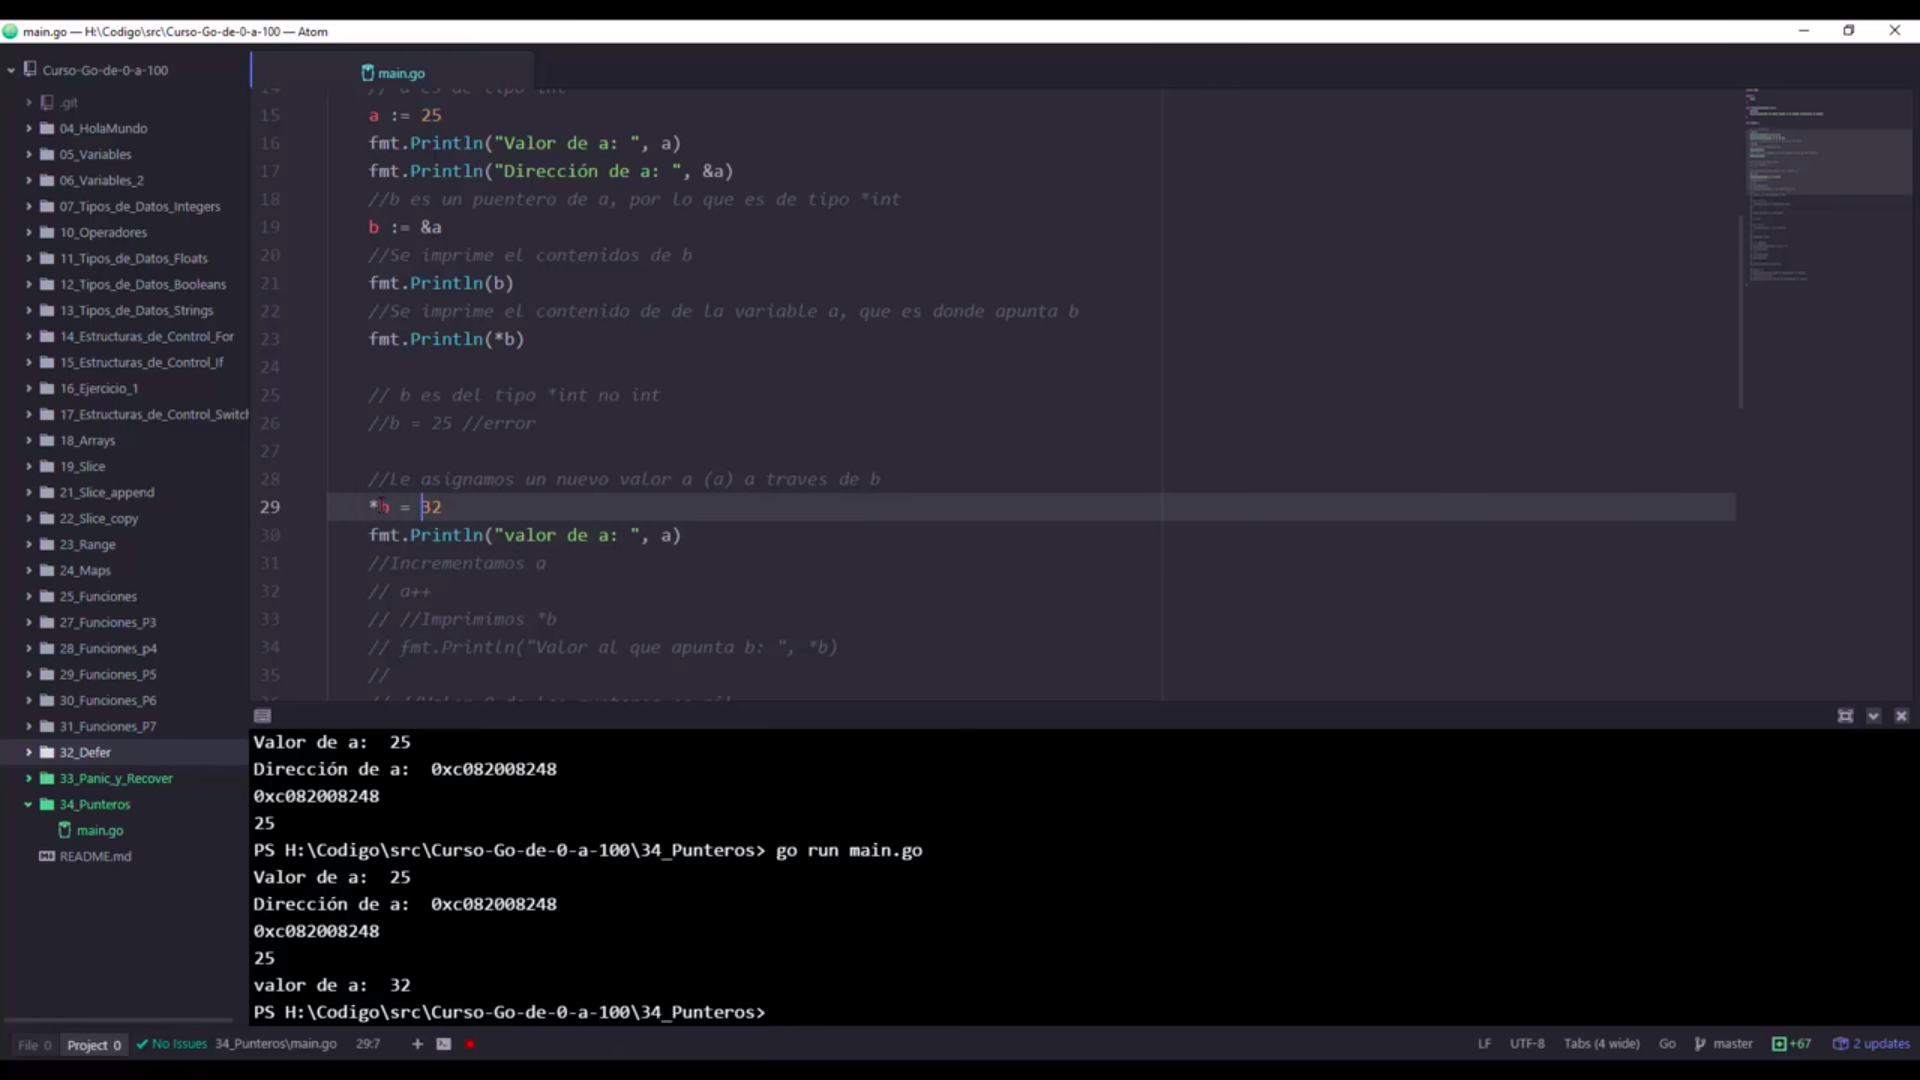 main.go — H:\Codigo\src\Curso-Go-de-0-a-100 — Atom
Curso-Go-de-0-a-100
.git
04_HolaMundo
05_Variables
06_Variables_2
07_Tipos_de_Datos_Integers
10_Operadores
11_Tipos_de_Datos_Floats
12_Tipos_de_Datos_Booleans
13_Tipos_de_Datos_Strings
14_Estructuras_de_Control_For
15_Estructuras_de_Control_If
16_Ejercicio_1
17_Estructuras_de_Control_Switch
18_Arrays
19_Slice
21_Slice_append
22_Slice_copy
23_Range
24_Maps
25_Funciones
27_Funciones_P3
28_Funciones_p4
29_Funciones_P5
30_Funciones_P6
31_Funciones_P7
32_Defer
33_Panic_y_Recover
34_Punteros
main.go
README.md
main.go
14 // a es de tipo int
15 a := 25
16 fmt.Println("Valor de a: ", a)
17 fmt.Println("Dirección de a: ", &a)
18 //b es un puentero de a, por lo que es de tipo *int
19 b := &a
20 //Se imprime el contenidos de b
21 fmt.Println(b)
22 //Se imprime el contenido de de la variable a, que es donde apunta b
23 fmt.Println(*b)
24
25 // b es del tipo *int no int
26 //b = 25 //error
27
28 //Le asignamos un nuevo valor a (a) a traves de b
29 *b = 32
30 fmt.Println("valor de a: ", a)
31 //Incrementamos a
32 // a++
33 // //Imprimimos *b
34 // fmt.Println("Valor al que apunta b: ", *b)
35 //
Valor de a:  25
Dirección de a:  0xc082008248
0xc082008248
25
PS H:\Codigo\src\Curso-Go-de-0-a-100\34_Punteros> go run main.go
Valor de a:  25
Dirección de a:  0xc082008248
0xc082008248
25
valor de a:  32
PS H:\Codigo\src\Curso-Go-de-0-a-100\34_Punteros>
File 0 Project 0 No Issues 34_Punteros\main.go 29:7 LF UTF-8 Tabs (4 wide) Go master +67 2 updates